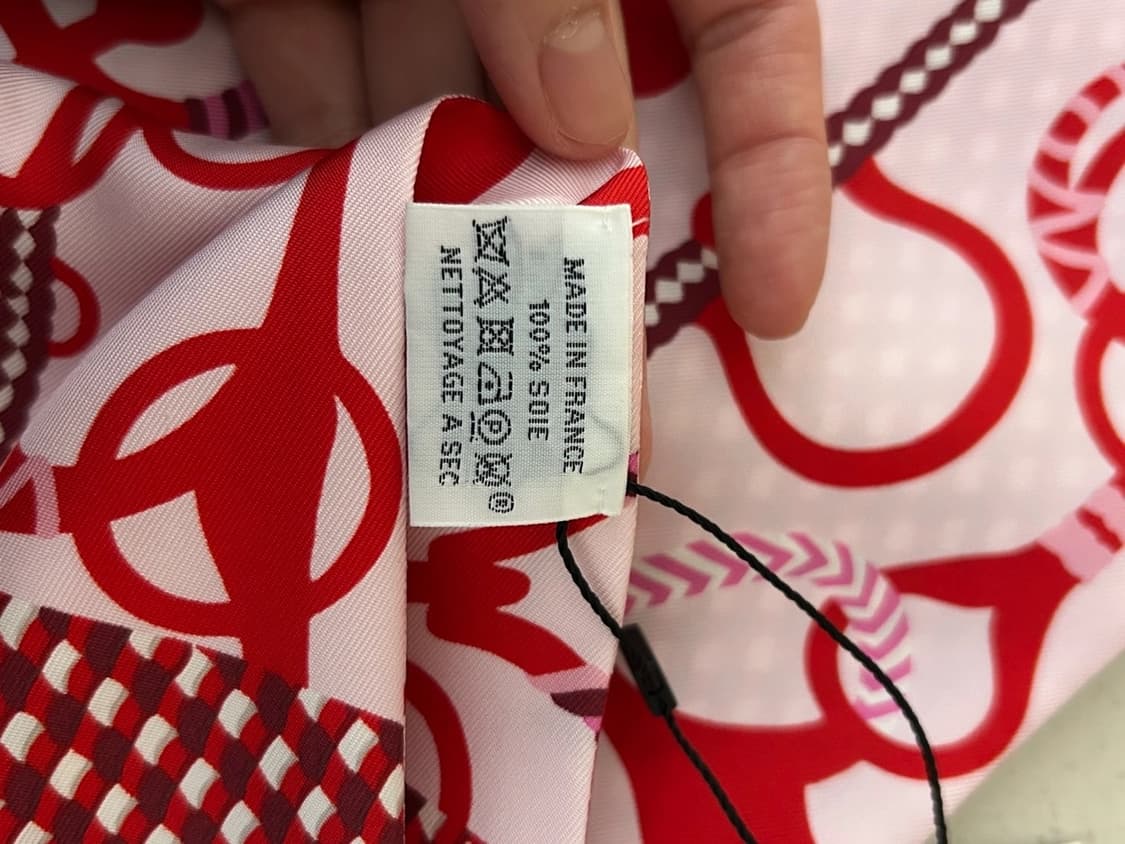 MADE IN FRANCE
100% SOIE
P
®
NETTOYAGE A SEC